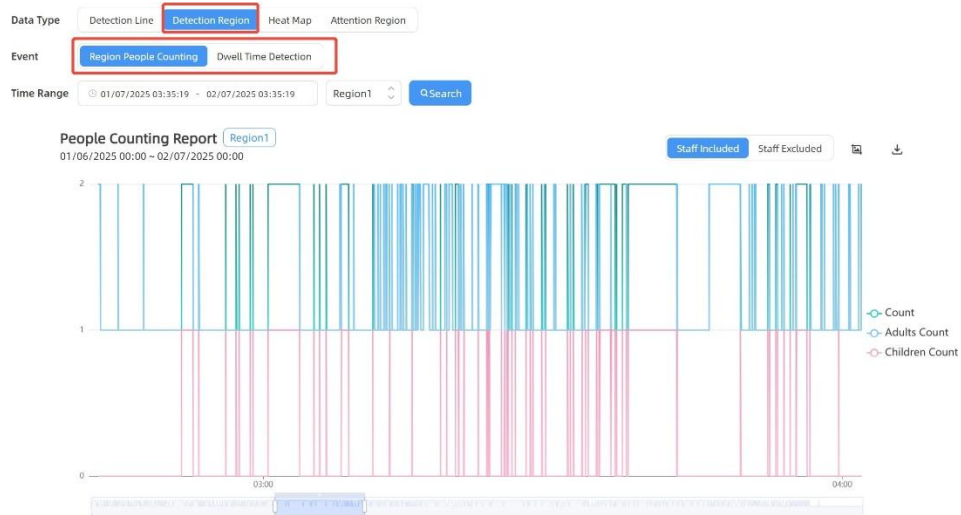 Data Type Detection Line Detection Region Heat Map Attention Region
Event Region People Counting Dwell Time Detection
Time Range 01/07/2025 03:35:19 - 02/07/2025 03:35:19 Region1 Search
People Counting Report Region1
01/06/2025 00:00 ~ 02/07/2025 00:00
Staff Included Staff Excluded
2
1
0
03:00 04:00
Count
Adults Count
Children Count